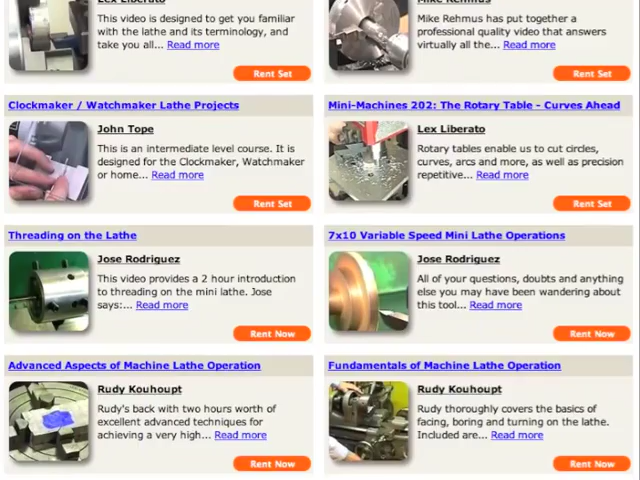 Lex Liberato
This video is designed to get you familiar
with the lathe and its terminology, and
take you all... Read more
Rent Set
Mike Rehmus
Mike Rehmus has put together a
professional quality video that answers
virtually all the... Read more
Rent Set
Clockmaker / Watchmaker Lathe Projects
John Tope
This is an intermediate level course. It is
designed for the Clockmaker, Watchmaker
or home... Read more
Rent Set
Mini-Machines 202: The Rotary Table - Curves Ahead
Lex Liberato
Rotary tables enable us to cut circles,
curves, arcs and more, as well as precision
repetitive... Read more
Rent Set
Threading on the Lathe
Jose Rodriguez
This video provides a 2 hour introduction
to threading on the mini lathe. Jose
says:... Read more
Rent Now
7x10 Variable Speed Mini Lathe Operations
Jose Rodriguez
All of your questions, doubts and anything
else you may have been wandering about
this tool... Read more
Rent Now
Advanced Aspects of Machine Lathe Operation
Rudy Kouhoupt
Rudy's back with two hours worth of
excellent advanced techniques for
achieving a very high... Read more
Rent Now
Fundamentals of Machine Lathe Operation
Rudy Kouhoupt
Rudy thoroughly covers the basics of
facing, boring and turning on the lathe.
Included are... Read more
Rent Now